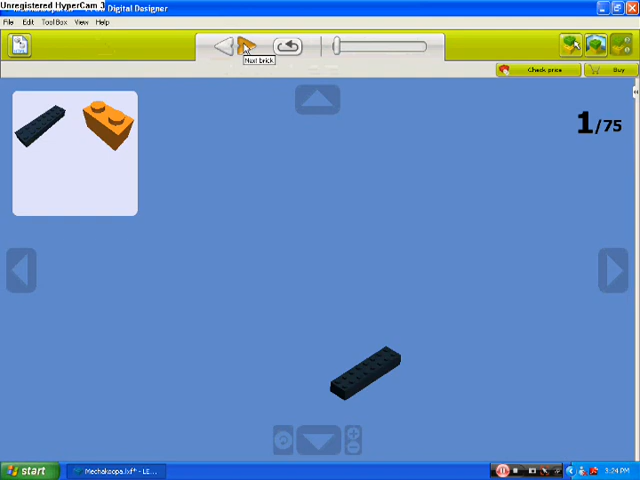 Unregistered HyperCam 3
Digital Designer
File Edit ToolBox View Help
Next brick
Check price
Buy
1/75
start
Mechakoopa.lxf* - LE...
3:24 PM